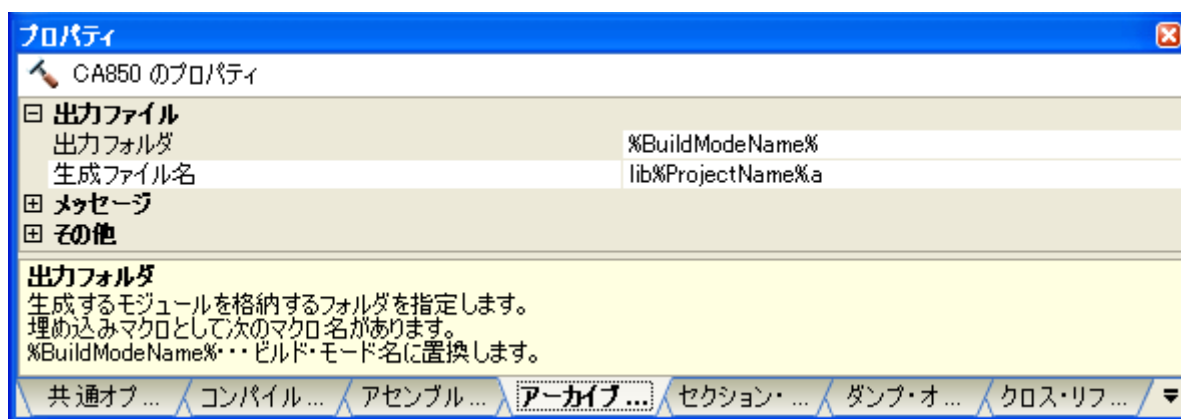 プロパティ
CA850 のプロパティ
出力ファイル
出力フォルダ %BuildModeName%
生成ファイル名 lib%ProjectName%.a
メッセージ
その他
出力フォルダ
生成するモジュールを格納するフォルダを指定します。
埋め込みマクロとして次のマクロ名があります。
%BuildModeName%・・・ビルド・モード名に置換します。
共通オプ... コンパイル... アセンブル... アーカイブ... セクション・... ダンプ・オ... クロス・リフ...